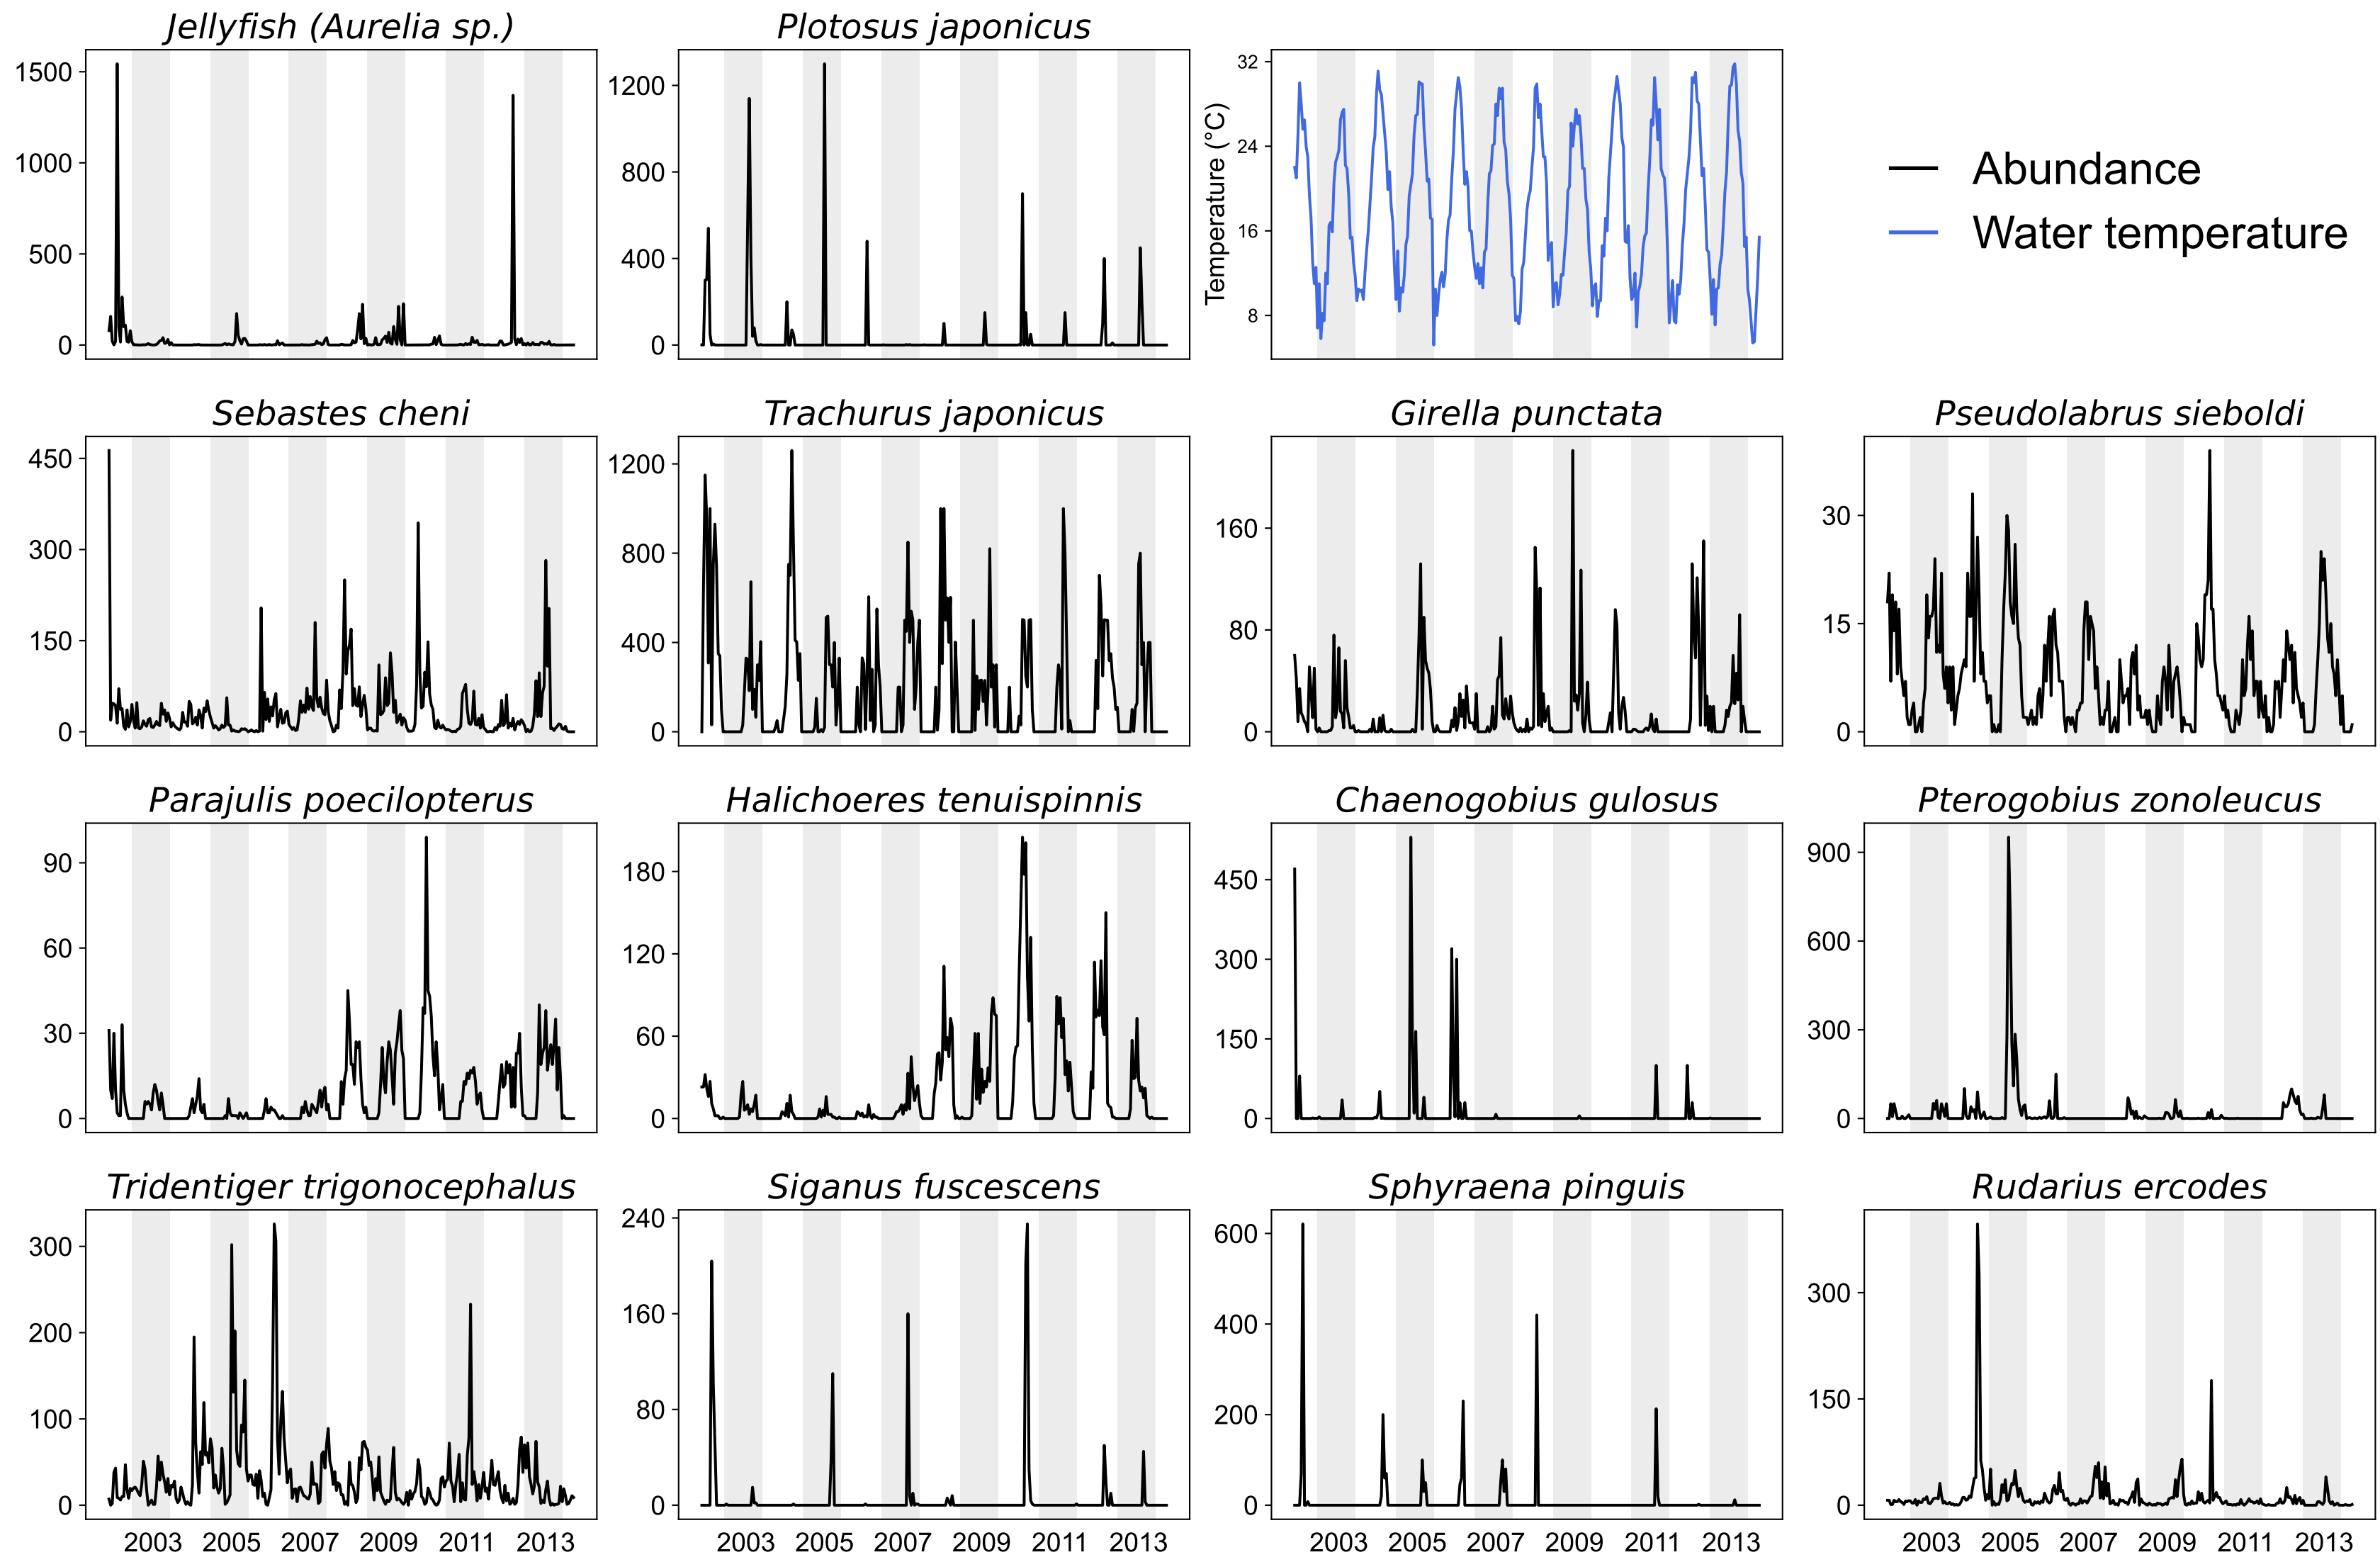 Jellyfish (Aurelia sp.)
1500
1000
500
0
Plotosus japonicus
1200
800
400
0
Temperature (°C)
32
24
16
8
Abundance
Water temperature
Sebastes cheni
450
300
150
0
Trachurus japonicus
1200
800
400
0
Girella punctata
160
80
0
Pseudolabrus sieboldi
30
15
0
Parajulis poecilopterus
90
60
30
0
Halichoeres tenuispinnis
180
120
60
0
Chaenogobius gulosus
450
300
150
0
Pterogobius zonoleucus
900
600
300
0
Tridentiger trigonocephalus
300
200
100
0
2003 2005 2007 2009 2011 2013
Siganus fuscescens
240
160
80
0
2003 2005 2007 2009 2011 2013
Sphyraena pinguis
600
400
200
0
2003 2005 2007 2009 2011 2013
Rudarius ercodes
300
150
0
2003 2005 2007 2009 2011 2013